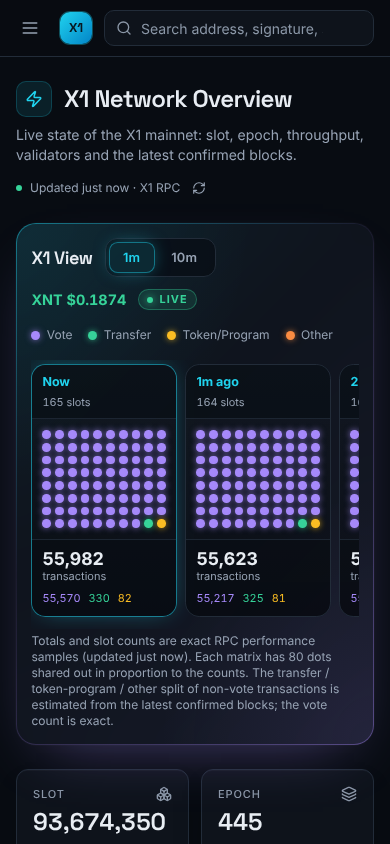 X1
Search address, signature,
X1 Network Overview
Live state of the X1 mainnet: slot, epoch, throughput,
validators and the latest confirmed blocks.
Updated just now · X1 RPC
X1 View
1m
10m
XNT $0.1874
LIVE
Vote
Transfer
Token/Program
Other
Now
165 slots
55,982
transactions
55,570 330 82
1m ago
164 slots
55,623
transactions
55,217 325 81
Totals and slot counts are exact RPC performance
samples (updated just now). Each matrix has 80 dots
shared out in proportion to the counts. The transfer /
token-program / other split of non-vote transactions is
estimated from the latest confirmed blocks; the vote
count is exact.
SLOT
93,674,350
EPOCH
445